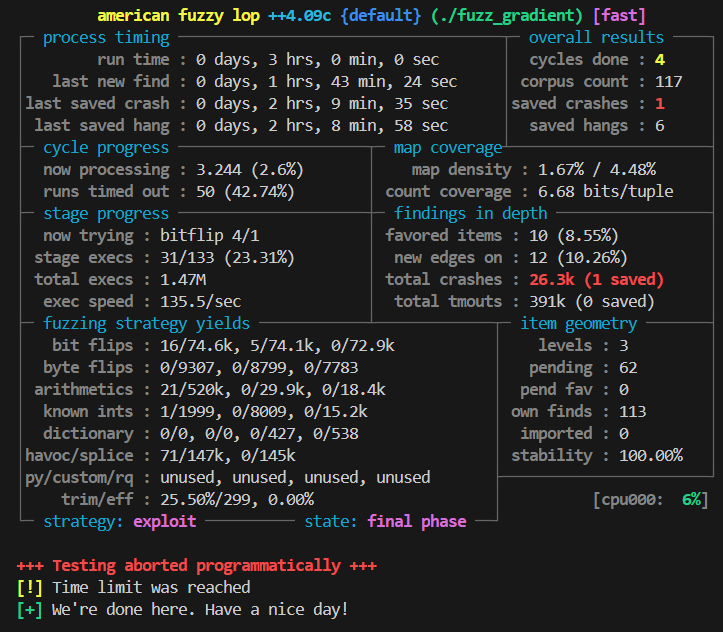 american fuzzy lop ++4.09c {default} (./fuzz_gradient) [fast]
process timing overall results
run time : 0 days, 3 hrs, 0 min, 0 sec cycles done : 4
last new find : 0 days, 1 hrs, 43 min, 24 sec corpus count : 117
last saved crash : 0 days, 2 hrs, 9 min, 35 sec saved crashes : 1
last saved hang : 0 days, 2 hrs, 8 min, 58 sec saved hangs : 6
cycle progress map coverage
now processing : 3.244 (2.6%) map density : 1.67% / 4.48%
runs timed out : 50 (42.74%) count coverage : 6.68 bits/tuple
stage progress findings in depth
now trying : bitflip 4/1 favored items : 10 (8.55%)
stage execs : 31/133 (23.31%) new edges on : 12 (10.26%)
total execs : 1.47M total crashes : 26.3k (1 saved)
exec speed : 135.5/sec total tmouts : 391k (0 saved)
fuzzing strategy yields item geometry
bit flips : 16/74.6k, 5/74.1k, 0/72.9k levels : 3
byte flips : 0/9307, 0/8799, 0/7783 pending : 62
arithmetics : 21/520k, 0/29.9k, 0/18.4k pend fav : 0
known ints : 1/1999, 0/8009, 0/15.2k own finds : 113
dictionary : 0/0, 0/0, 0/427, 0/538 imported : 0
havoc/splice : 71/147k, 0/145k stability : 100.00%
py/custom/rq : unused, unused, unused, unused
trim/eff : 25.50%/299, 0.00% [cpu000: 6%]
strategy: exploit state: final phase
+++ Testing aborted programmatically +++
[!] Time limit was reached
[+] We're done here. Have a nice day!